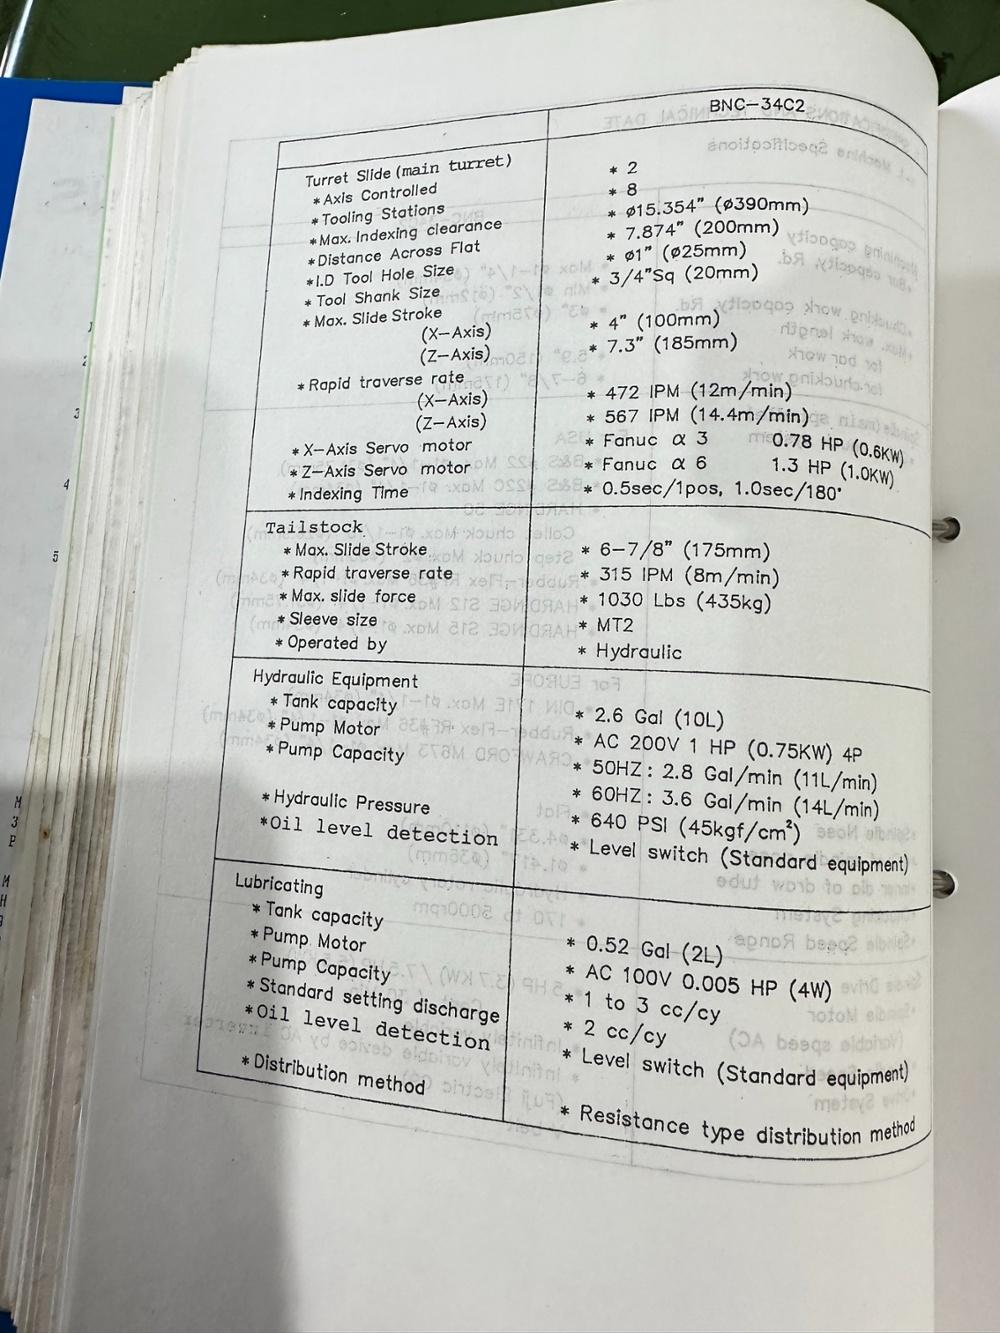 BNC-34C2
Turret Slide (main turret)
* Axis Controlled * 2
* Tooling Stations * 8
* Max. Indexing clearance * ø15.354" (ø390mm)
* Distance Across Flat * 7.874" (200mm)
* I.D Tool Hole Size * ø1" (ø25mm)
* Tool Shank Size * 3/4"Sq (20mm)
* Max. Slide Stroke
(X-Axis) * 4" (100mm)
(Z-Axis) * 7.3" (185mm)
* Rapid traverse rate
(X-Axis) * 472 IPM (12m/min)
(Z-Axis) * 567 IPM (14.4m/min)
* X-Axis Servo motor * Fanuc α 3 0.78 HP (0.6KW)
* Z-Axis Servo motor * Fanuc α 6 1.3 HP (1.0KW)
* Indexing Time * 0.5sec/1pos, 1.0sec/180°
Tailstock
* Max. Slide Stroke * 6-7/8" (175mm)
* Rapid traverse rate * 315 IPM (8m/min)
* Max. slide force * 1030 Lbs (435kg)
* Sleeve size * MT2
* Operated by * Hydraulic
Hydraulic Equipment
* Tank capacity * 2.6 Gal (10L)
* Pump Motor * AC 200V 1 HP (0.75KW) 4P
* Pump Capacity * 50HZ: 2.8 Gal/min (11L/min)
* 60HZ: 3.6 Gal/min (14L/min)
* Hydraulic Pressure * 640 PSI (45kgf/cm²)
* Oil level detection * Level switch (Standard equipment)
Lubricating
* Tank capacity * 0.52 Gal (2L)
* Pump Motor * AC 100V 0.005 HP (4W)
* Pump Capacity * 1 to 3 cc/cy
* Standard setting discharge * 2 cc/cy
* Oil level detection * Level switch (Standard equipment)
* Distribution method * Resistance type distribution method
1
2
3
4
5
M
3
P
M
H